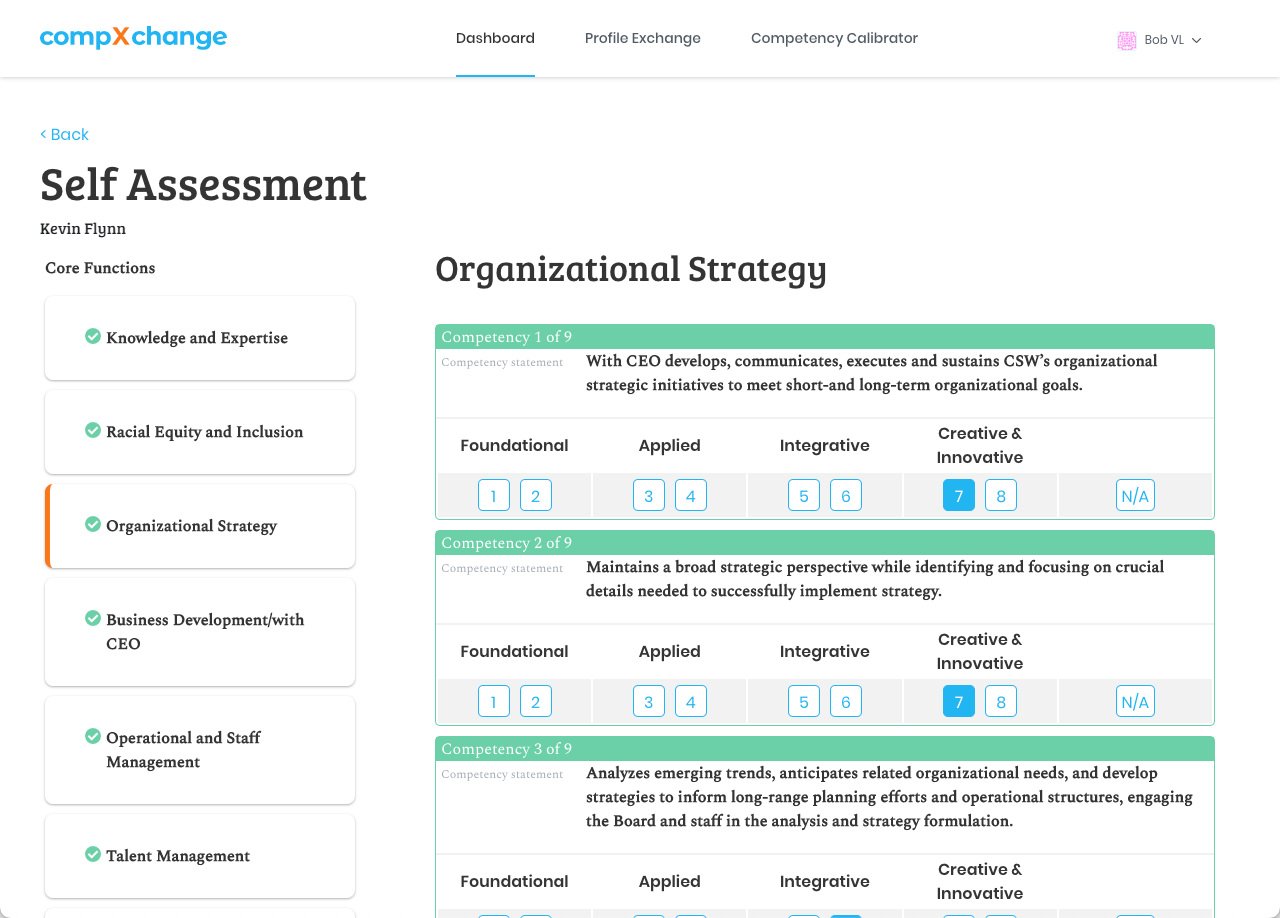 compXchange
Dashboard
Profile Exchange
Competency Calibrator
Bob VL
< Back
Self Assessment
Kevin Flynn
Core Functions
Knowledge and Expertise
Racial Equity and Inclusion
Organizational Strategy
Business Development/with
CEO
Operational and Staff
Management
Talent Management
Organizational Strategy
Competency 1 of 9
Competency statement
With CEO develops, communicates, executes and sustains CSW’s organizational
strategic initiatives to meet short-and long-term organizational goals.
Foundational Applied Integrative Creative &
Innovative
1 2 3 4 5 6 7 8 N/A
Competency 2 of 9
Competency statement
Maintains a broad strategic perspective while identifying and focusing on crucial
details needed to successfully implement strategy.
Foundational Applied Integrative Creative &
Innovative
1 2 3 4 5 6 7 8 N/A
Competency 3 of 9
Competency statement
Analyzes emerging trends, anticipates related organizational needs, and develop
strategies to inform long-range planning efforts and operational structures, engaging
the Board and staff in the analysis and strategy formulation.
Foundational Applied Integrative Creative &
Innovative